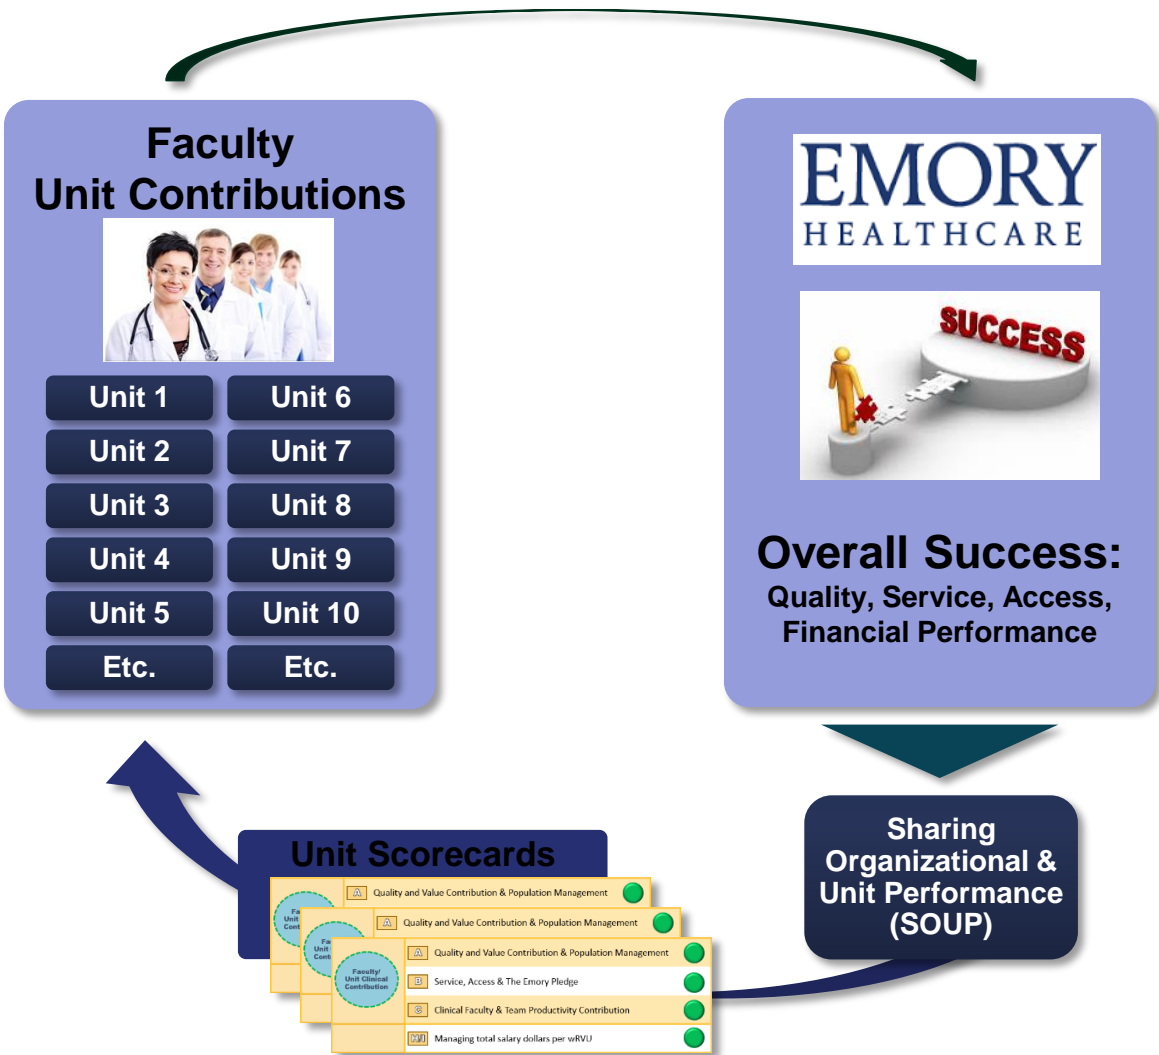 Faculty
Unit Contributions
Unit 1
Unit 6
Unit 2
Unit 7
Unit 3
Unit 8
Unit 4
Unit 9
Unit 5
Unit 10
Etc.
Etc.
EMORY
HEALTHCARE
SUCCESS
Overall Success:
Quality, Service, Access,
Financial Performance
Sharing
Organizational &
Unit Performance
(SOUP)
Unit Scorecards
A Quality and Value Contribution & Population Management
Unit
A Quality and Value Contribution & Population Management
Unit
Faculty/
Unit Clinical
Contribution
A Quality and Value Contribution & Population Management
B Service, Access & The Emory Pledge
C Clinical Faculty & Team Productivity Contribution
Managing total salary dollars per wRVU